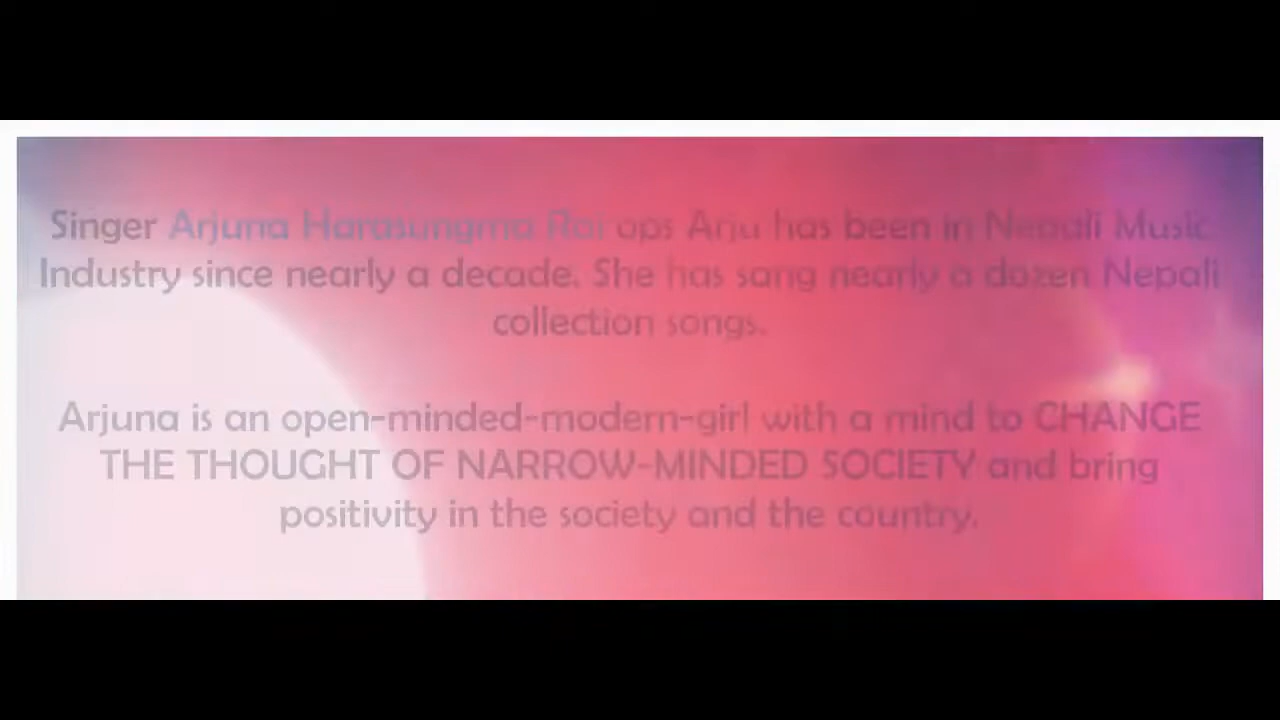 Singer Arjuna Harasungma Rai ops Arju has been in Nepali Music
Industry since nearly a decade. She has sang nearly a dozen Nepali
collection songs.
Arjuna is an open-minded-modern-girl with a mind to CHANGE
THE THOUGHT OF NARROW-MINDED SOCIETY and bring
positivity in the society and the country.